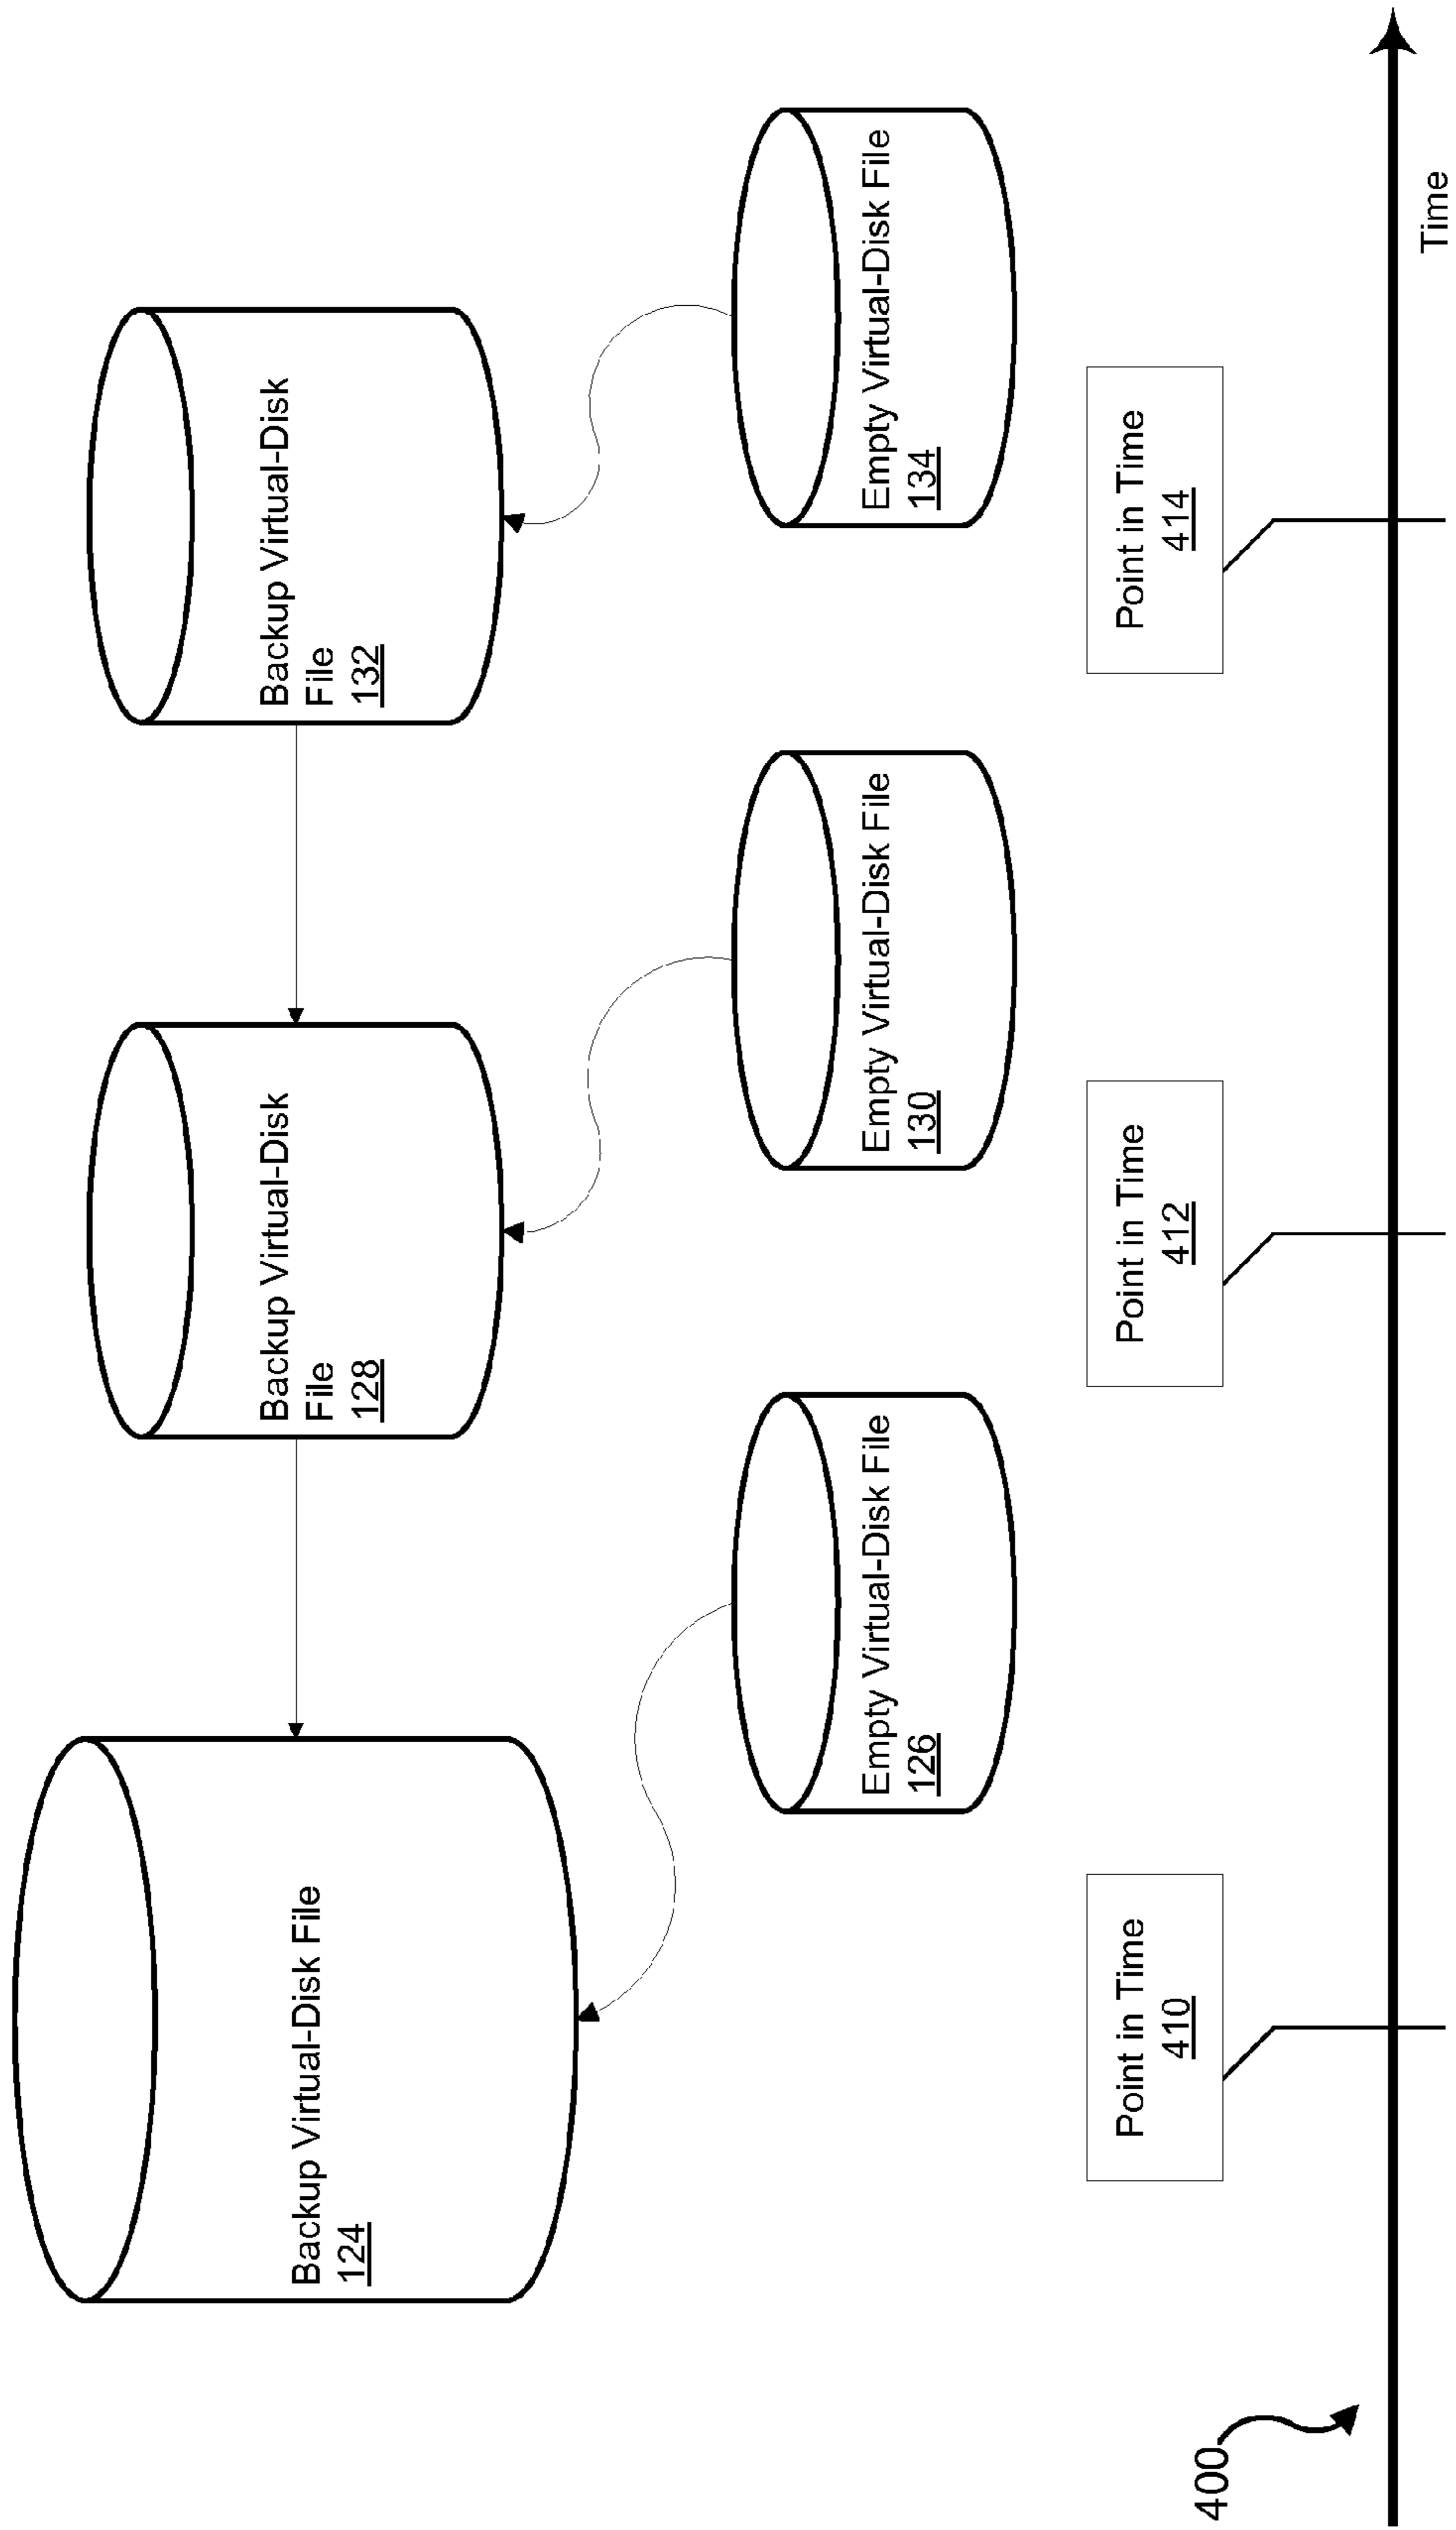 Backup Virtual-Disk File
124
Backup Virtual-Disk
File
128
Backup Virtual-Disk
File
132
Empty Virtual-Disk File
126
Empty Virtual-Disk File
130
Empty Virtual-Disk File
134
Point in Time
410
Point in Time
412
Point in Time
414
400
Time